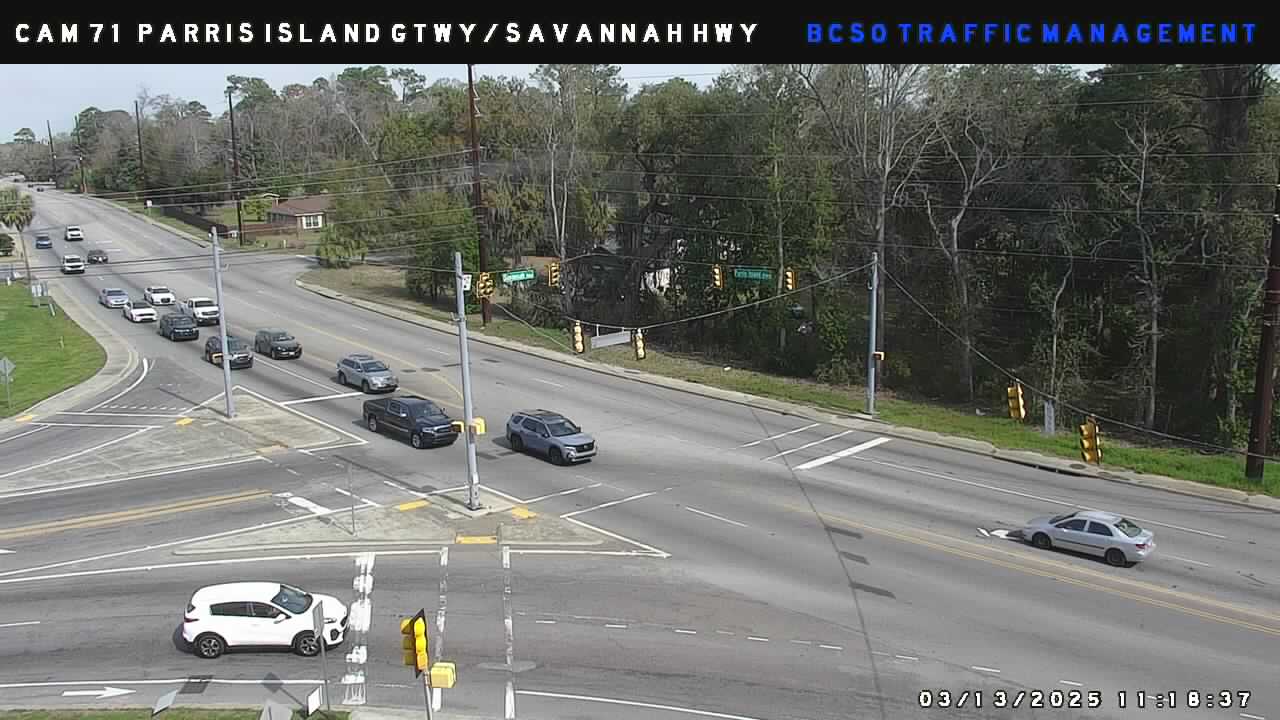 CAM 71 PARRIS ISLAND GTWY/SAVANNAH HWY
BCSO TRAFFIC MANAGEMENT
03/13/2025 11:18:37